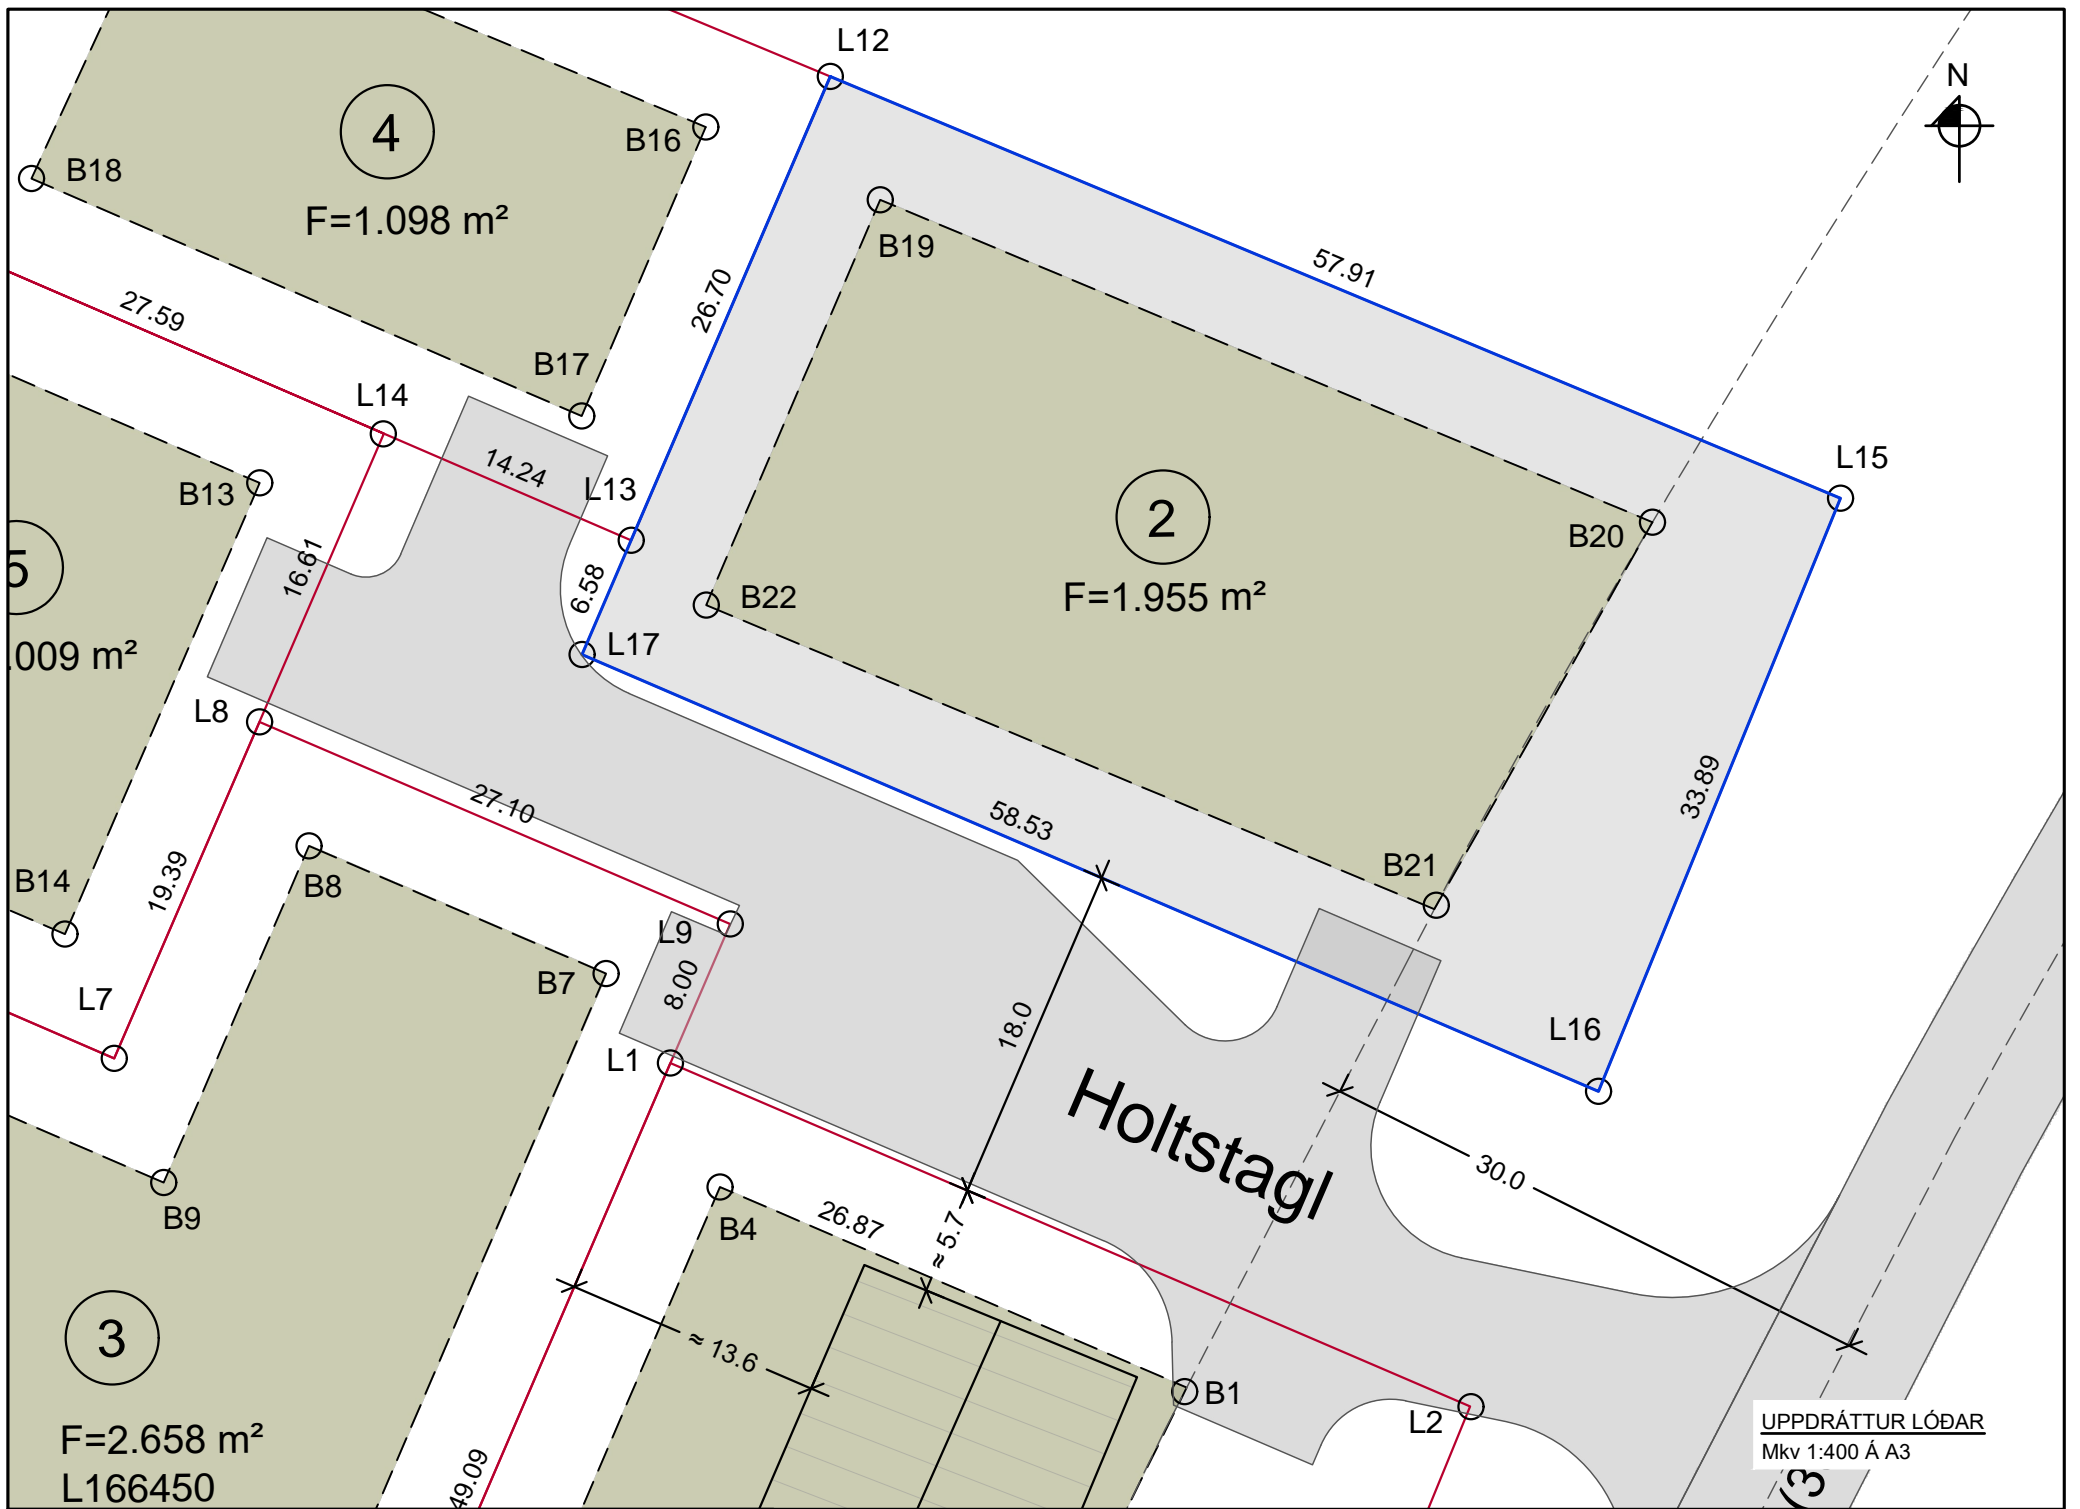 L12
N
4
B16
B18
F=1.098 m²
B19
57.91
26.70
27.59
B17
L14
L15
14.24
L13
B13
2
B20
5
16.61
F=1.955 m²
6.58
B22
L17
.009 m²
L8
33.89
27.10
58.53
B21
B14
19.39
B8
L9
B7
8.00
L7
18.0
L16
L1
Holtstagl
30.0
B9
B4
26.87
≈ 5.7
3
≈ 13.6
B1
L2
UPPDRÁTTUR LÓÐAR
Mkv 1:400 Á A3
F=2.658 m²
L166450
49.09
(3